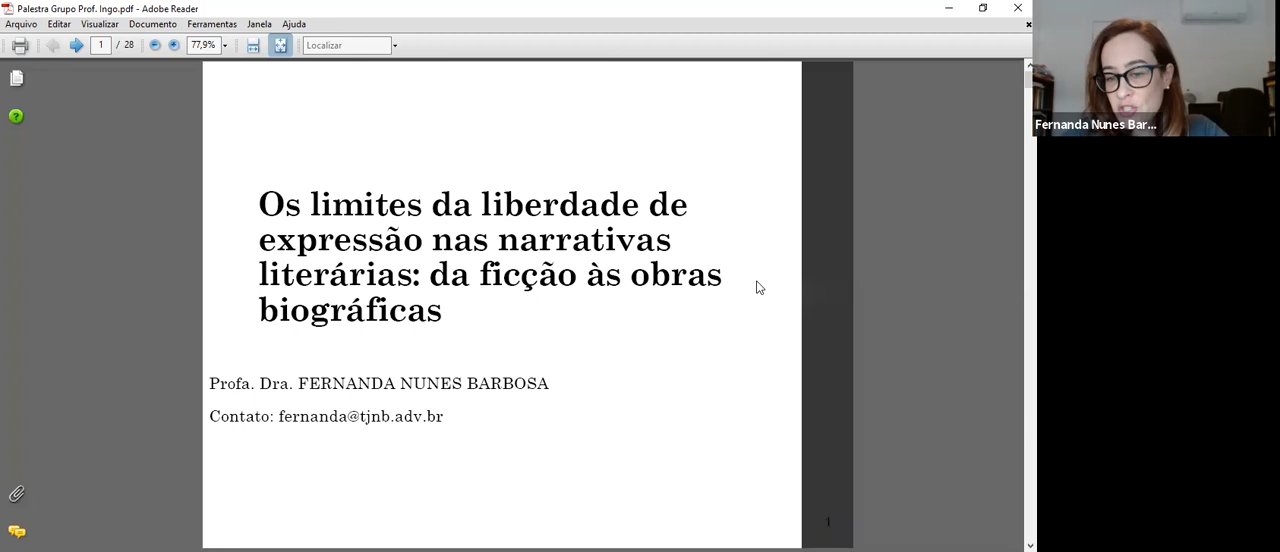 Palestra Grupo Prof. Ingo.pdf - Adobe Reader
Arquivo Editar Visualizar Documento Ferramentas Janela Ajuda
1 / 28 77,9% Localizar
Os limites da liberdade de
expressão nas narrativas
literárias: da ficção às obras
biográficas
Profa. Dra. FERNANDA NUNES BARBOSA
Contato: fernanda@tjnb.adv.br
1
Fernanda Nunes Bar...